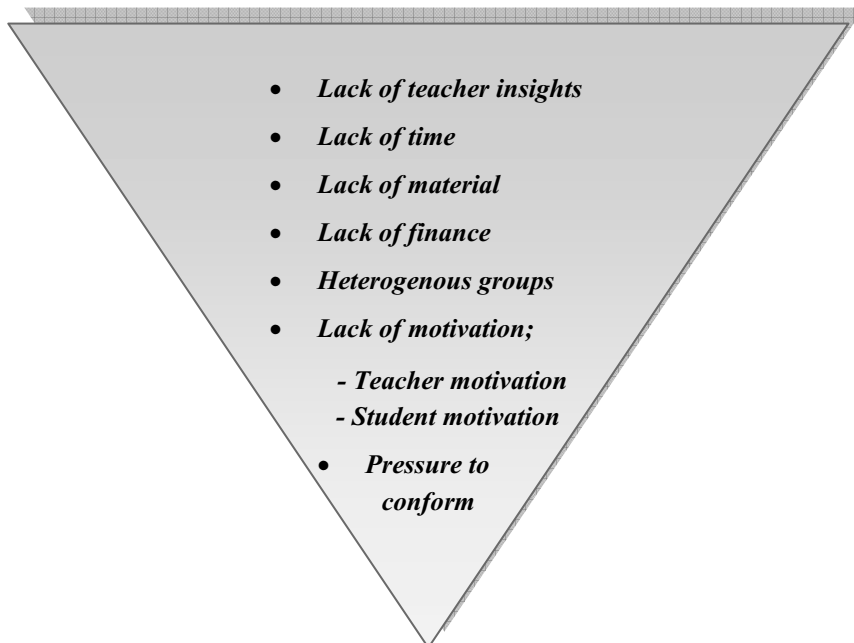 • Lack of teacher insights
• Lack of time
• Lack of material
• Lack of finance
• Heterogenous groups
• Lack of motivation;
- Teacher motivation
- Student motivation
• Pressure to
conform